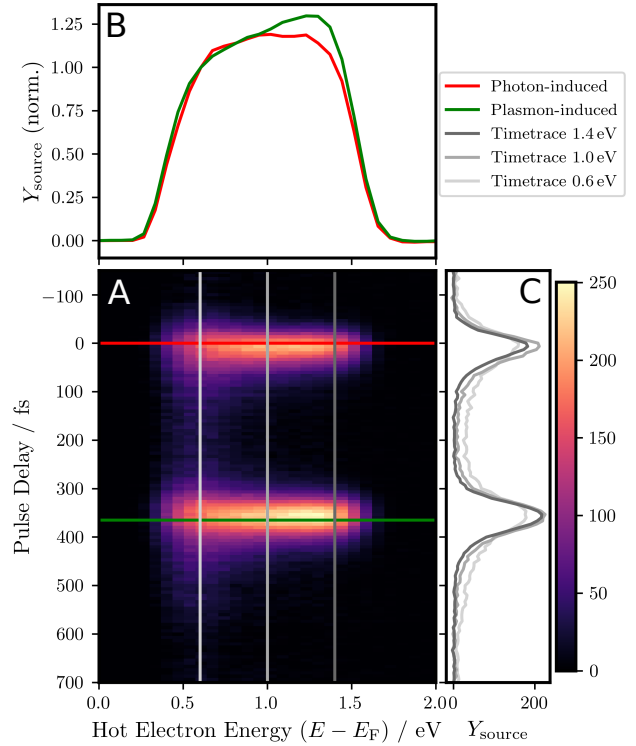 B
1.25
1.00
0.75
0.50
0.25
0.00
Y_source (norm.)
Photon-induced
Plasmon-induced
Timetrace 1.4 eV
Timetrace 1.0 eV
Timetrace 0.6 eV
A
C
−100
0
100
200
300
400
500
600
700
Pulse Delay / fs
0.0 0.5 1.0 1.5 2.0
Hot Electron Energy (E − E_F) / eV
0 200
Y_source
250
200
150
100
50
0